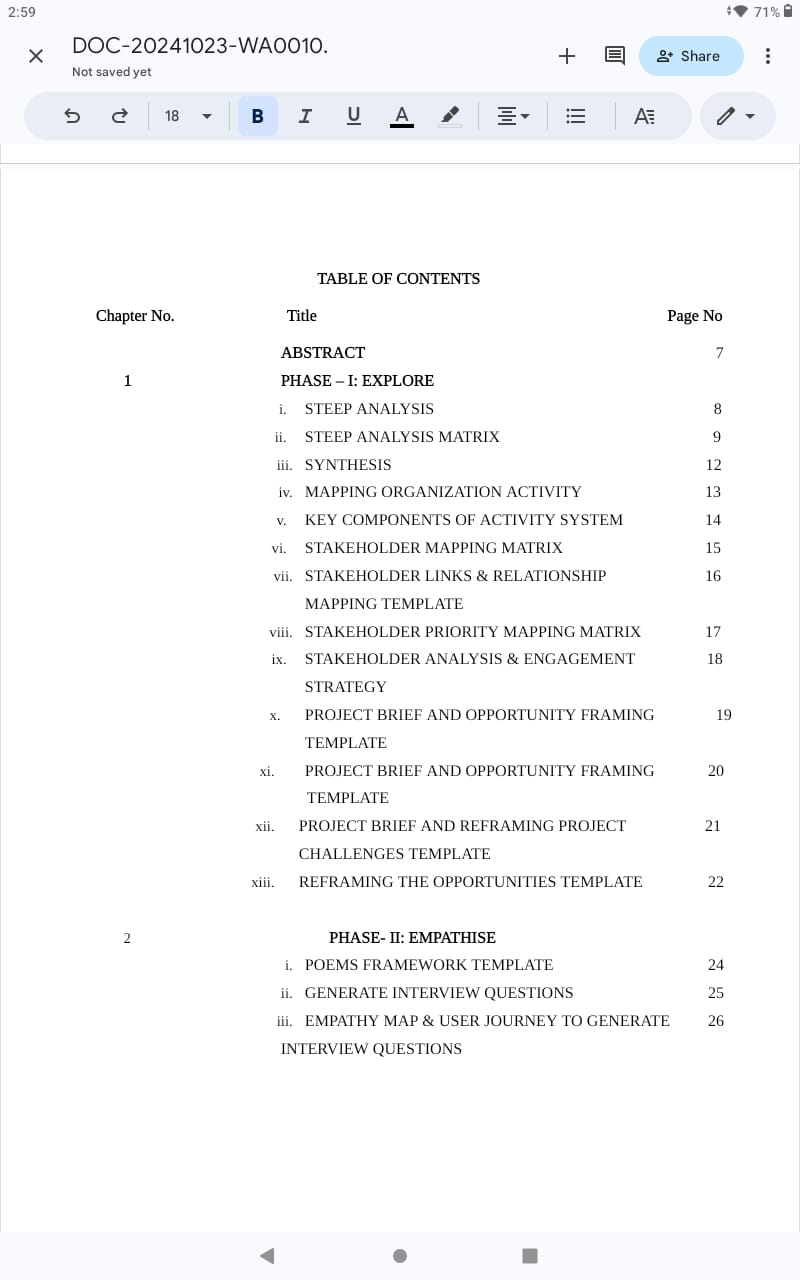 2:59 71%
DOC-20241023-WA0010.
Not saved yet
Share
18 B I U A A
TABLE OF CONTENTS
Chapter No. Title Page No
ABSTRACT 7
1 PHASE – I: EXPLORE
i. STEEP ANALYSIS 8
ii. STEEP ANALYSIS MATRIX 9
iii. SYNTHESIS 12
iv. MAPPING ORGANIZATION ACTIVITY 13
v. KEY COMPONENTS OF ACTIVITY SYSTEM 14
vi. STAKEHOLDER MAPPING MATRIX 15
vii. STAKEHOLDER LINKS & RELATIONSHIP 16
MAPPING TEMPLATE
viii. STAKEHOLDER PRIORITY MAPPING MATRIX 17
ix. STAKEHOLDER ANALYSIS & ENGAGEMENT 18
STRATEGY
x. PROJECT BRIEF AND OPPORTUNITY FRAMING 19
TEMPLATE
xi. PROJECT BRIEF AND OPPORTUNITY FRAMING 20
TEMPLATE
xii. PROJECT BRIEF AND REFRAMING PROJECT 21
CHALLENGES TEMPLATE
xiii. REFRAMING THE OPPORTUNITIES TEMPLATE 22
2 PHASE- II: EMPATHISE
i. POEMS FRAMEWORK TEMPLATE 24
ii. GENERATE INTERVIEW QUESTIONS 25
iii. EMPATHY MAP & USER JOURNEY TO GENERATE 26
INTERVIEW QUESTIONS